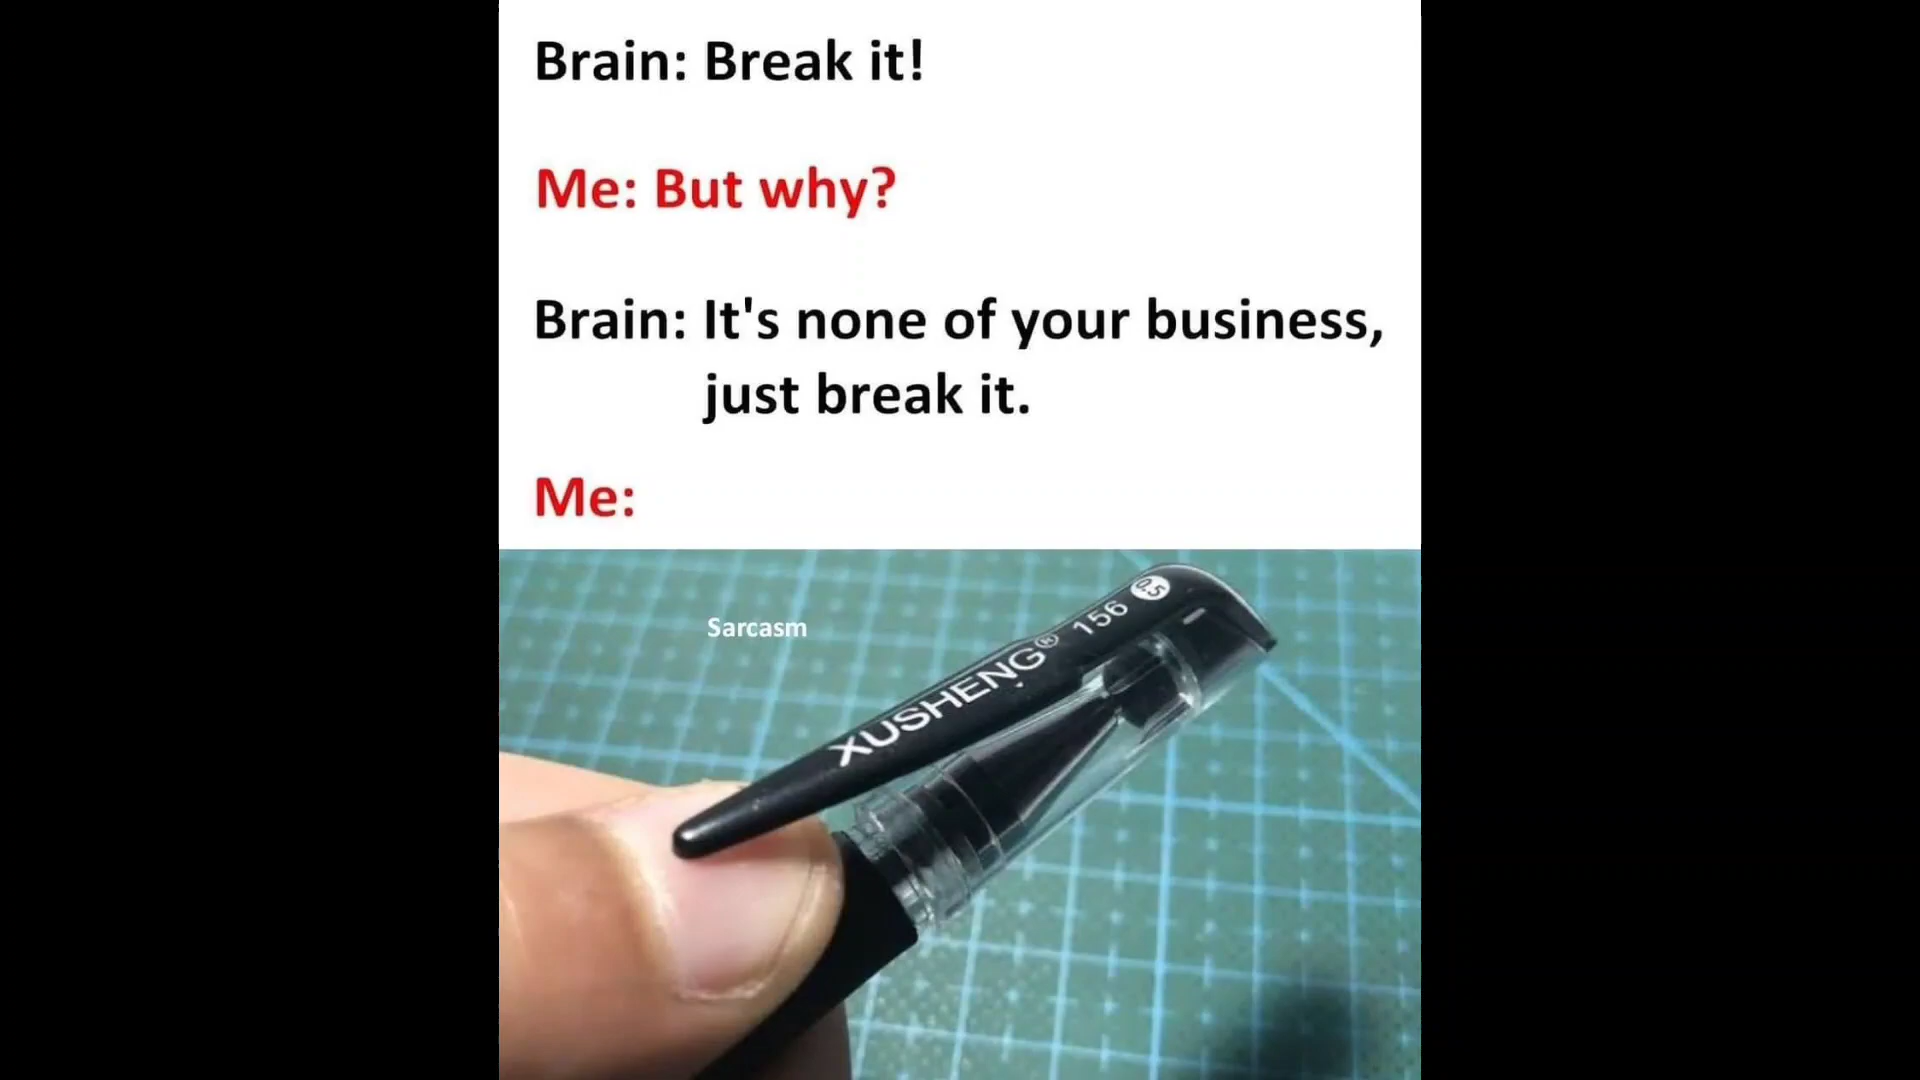 Brain: Break it!
Me: But why?
Brain: It's none of your business,
just break it.
Me:
Sarcasm
XUSHENG® 156 0.5